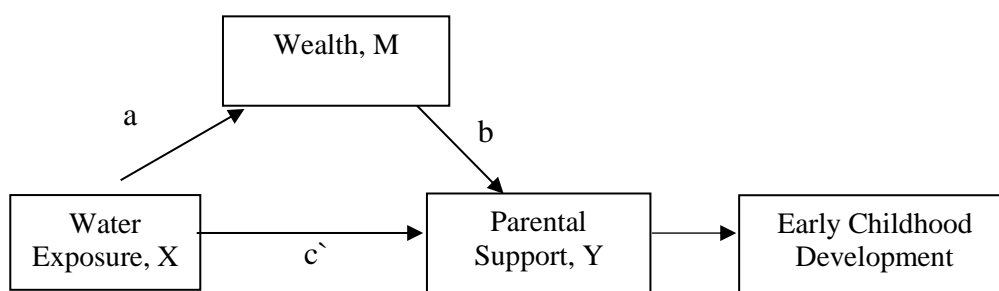 Wealth, M
a
b
Water
Exposure, X
c`
Parental
Support, Y
Early Childhood
Development